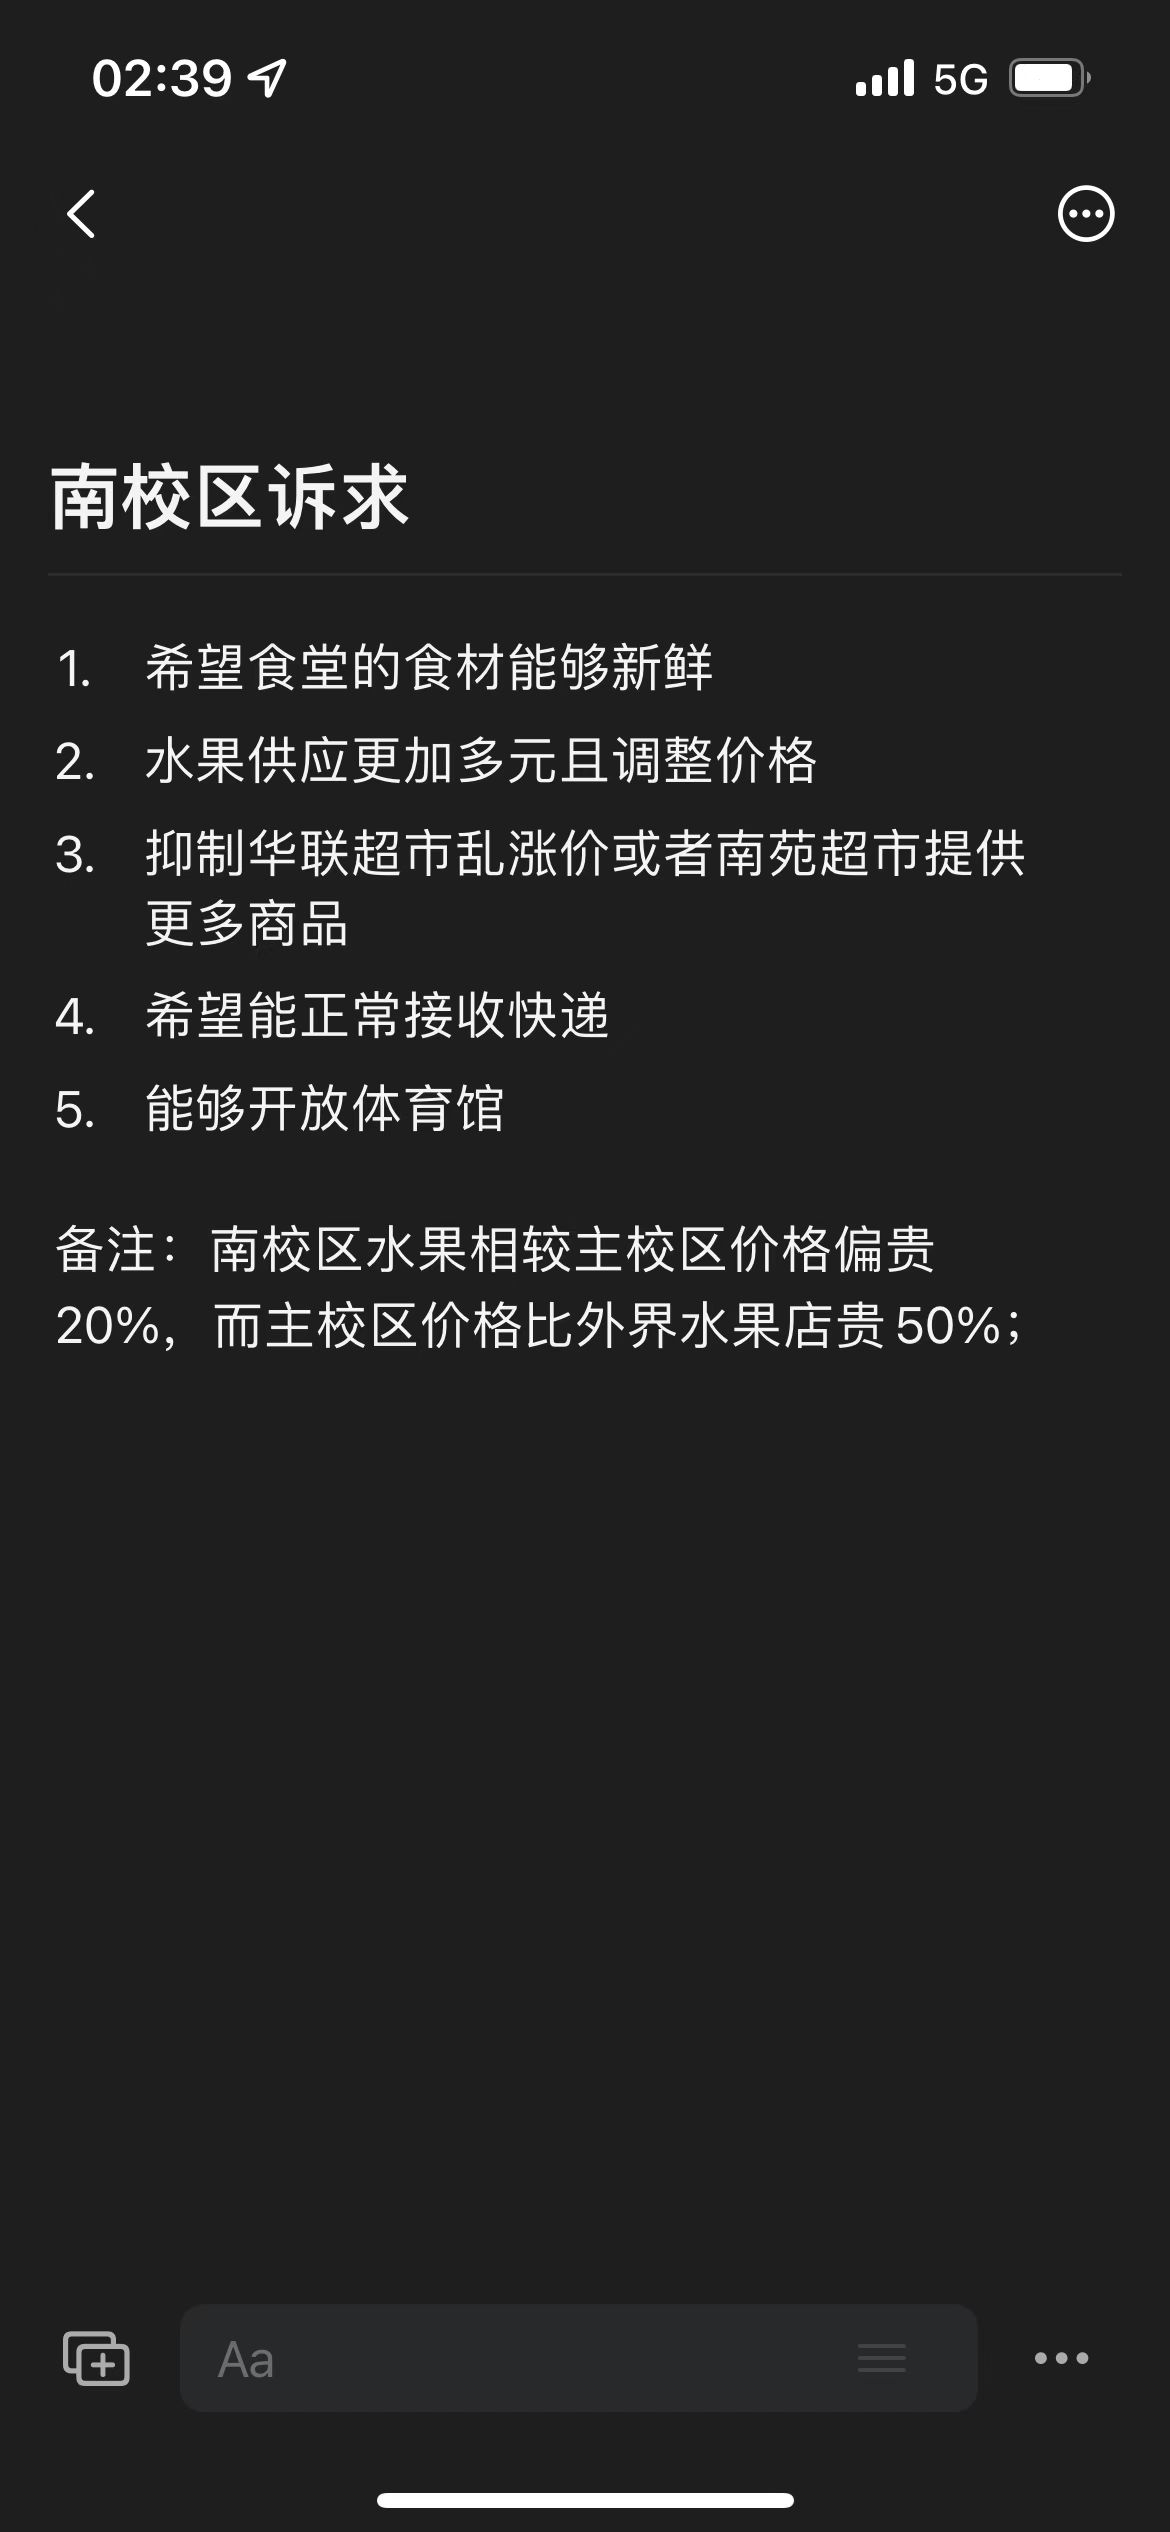 02:39 5G
南校区诉求
1. 希望食堂的食材能够新鲜
2. 水果供应更加多元且调整价格
3. 抑制华联超市乱涨价或者南苑超市提供
更多商品
4. 希望能正常接收快递
5. 能够开放体育馆
备注：南校区水果相较主校区价格偏贵
20%，而主校区价格比外界水果店贵 50%；
Aa